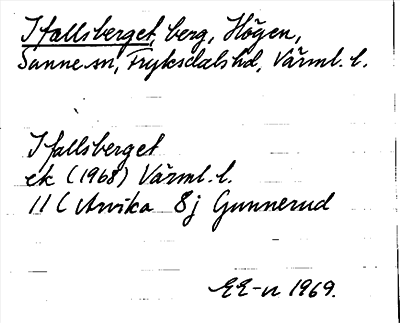 Ifallsberget, berg, Högen,
Sunne sn, Fryksdals hd, Värml. l.
Ifallsberget
ek (1968) Värml. l.
11 C Arvika 8j Gunnerud
EE-n 1969.